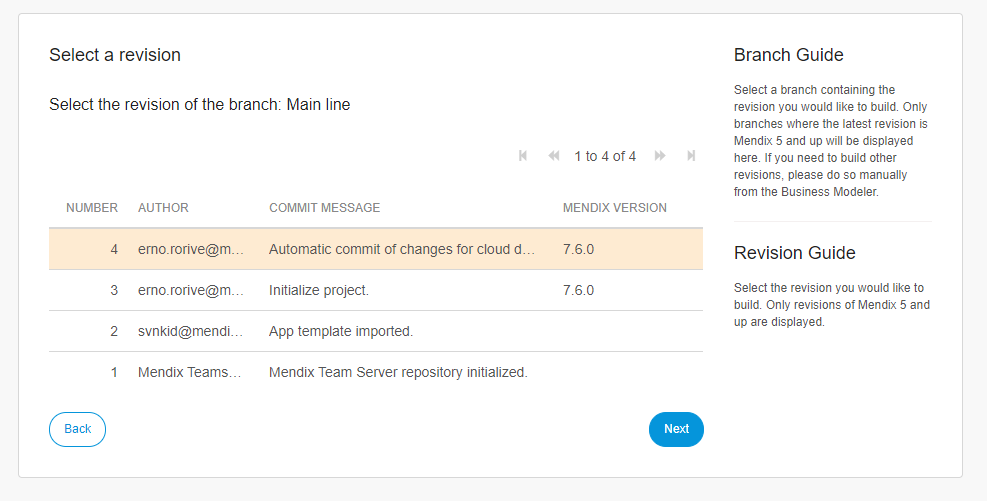 Select a revision
Select the revision of the branch: Main line
1 to 4 of 4
NUMBER AUTHOR COMMIT MESSAGE MENDIX VERSION
4 erno.rorive@m... Automatic commit of changes for cloud d... 7.6.0
3 erno.rorive@m... Initialize project. 7.6.0
2 svnkid@mendi... App template imported.
1 Mendix Teams... Mendix Team Server repository initialized.
Back Next
Branch Guide
Select a branch containing the
revision you would like to build. Only
branches where the latest revision is
Mendix 5 and up will be displayed
here. If you need to build other
revisions, please do so manually
from the Business Modeler.
Revision Guide
Select the revision you would like to
build. Only revisions of Mendix 5 and
up are displayed.